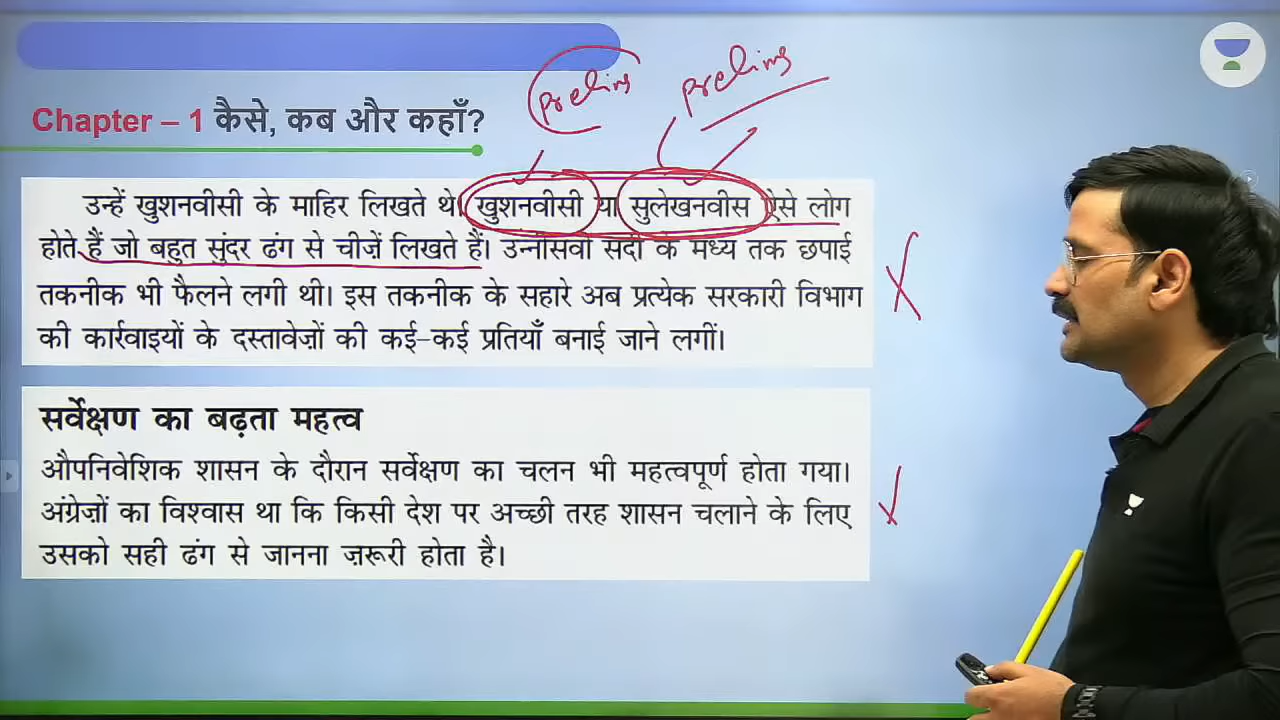 prelims
prelims
Chapter – 1 कैसे, कब और कहाँ?
उन्हें खुशनवीसी के माहिर लिखते थे। खुशनवीसी या सुलेखनवीस ऐसे लोग
होते हैं जो बहुत सुंदर ढंग से चीज़ें लिखते हैं। उन्नीसवीं सदी के मध्य तक छपाई
तकनीक भी फैलने लगी थी। इस तकनीक के सहारे अब प्रत्येक सरकारी विभाग
की कार्रवाइयों के दस्तावेज़ों की कई-कई प्रतियाँ बनाई जाने लगीं।
सर्वेक्षण का बढ़ता महत्व
औपनिवेशिक शासन के दौरान सर्वेक्षण का चलन भी महत्वपूर्ण होता गया।
अंग्रेज़ों का विश्वास था कि किसी देश पर अच्छी तरह शासन चलाने के लिए
उसको सही ढंग से जानना ज़रूरी होता है।